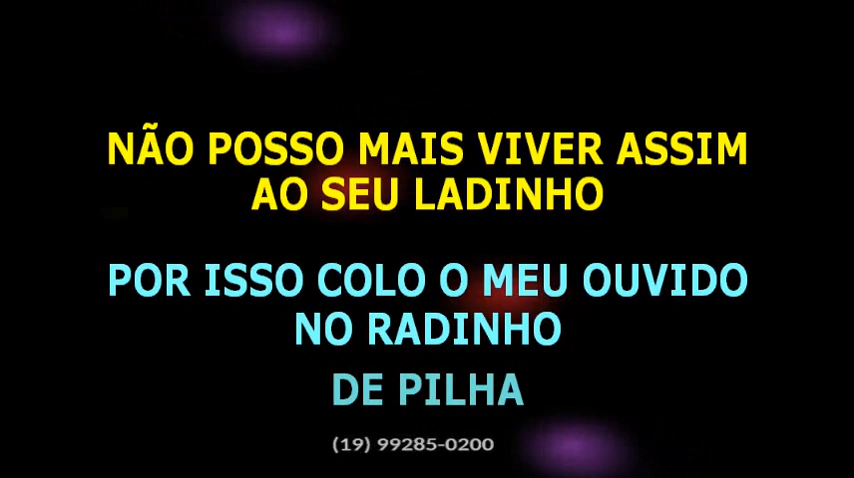 NÃO POSSO MAIS VIVER ASSIM
AO SEU LADINHO
POR ISSO COLO O MEU OUVIDO
NO RADINHO
DE PILHA
(19) 99285-0200